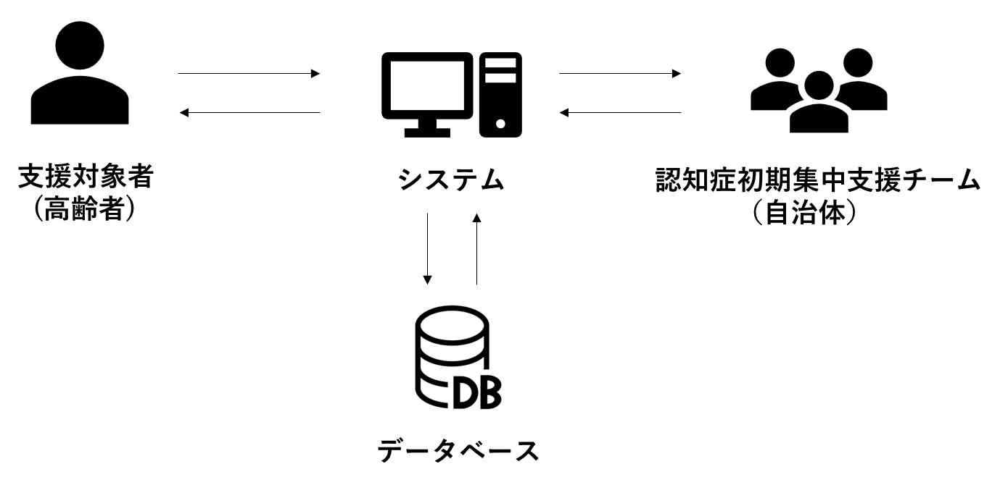 支援対象者
(高齢者)
システム
認知症初期集中支援チーム
(自治体)
DB
データベース